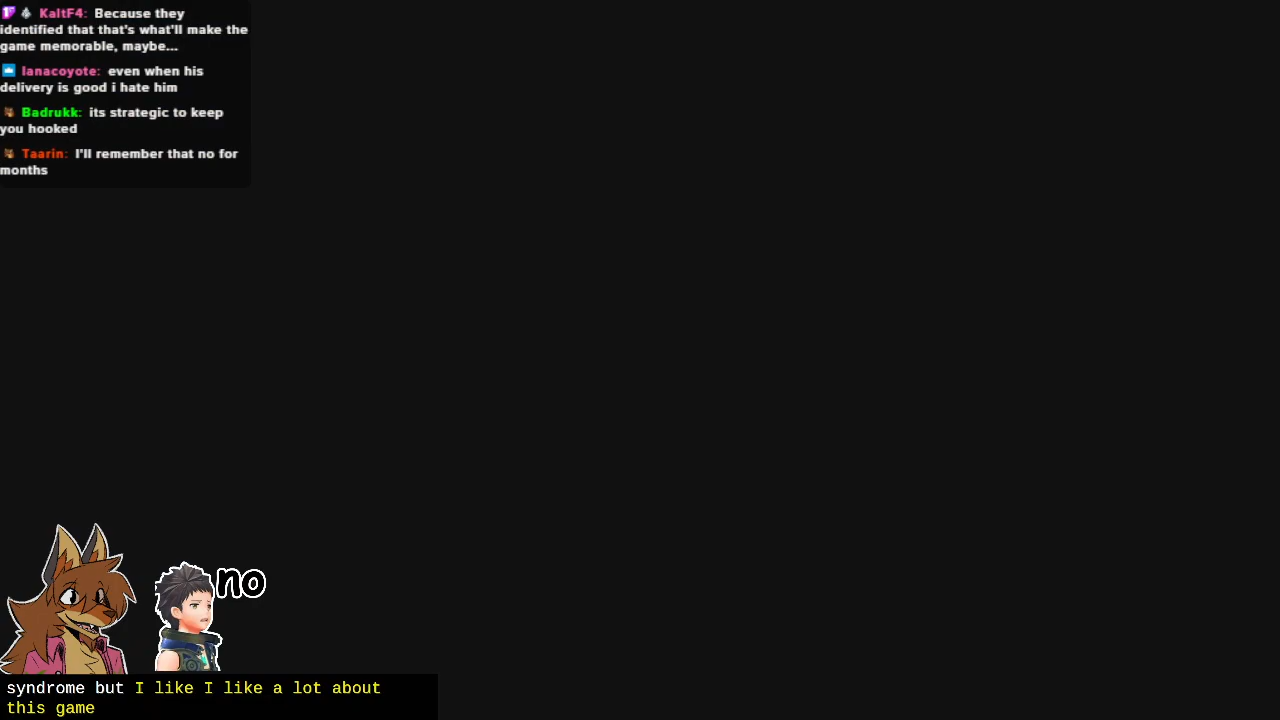 KaltF4: Because they
identified that that's what'll make the
game memorable, maybe...
lanacoyote: even when his
delivery is good i hate him
Badrukk: its strategic to keep
you hooked
Taarin: I'll remember that no for
months
no
syndrome but I like I like a lot about
this game